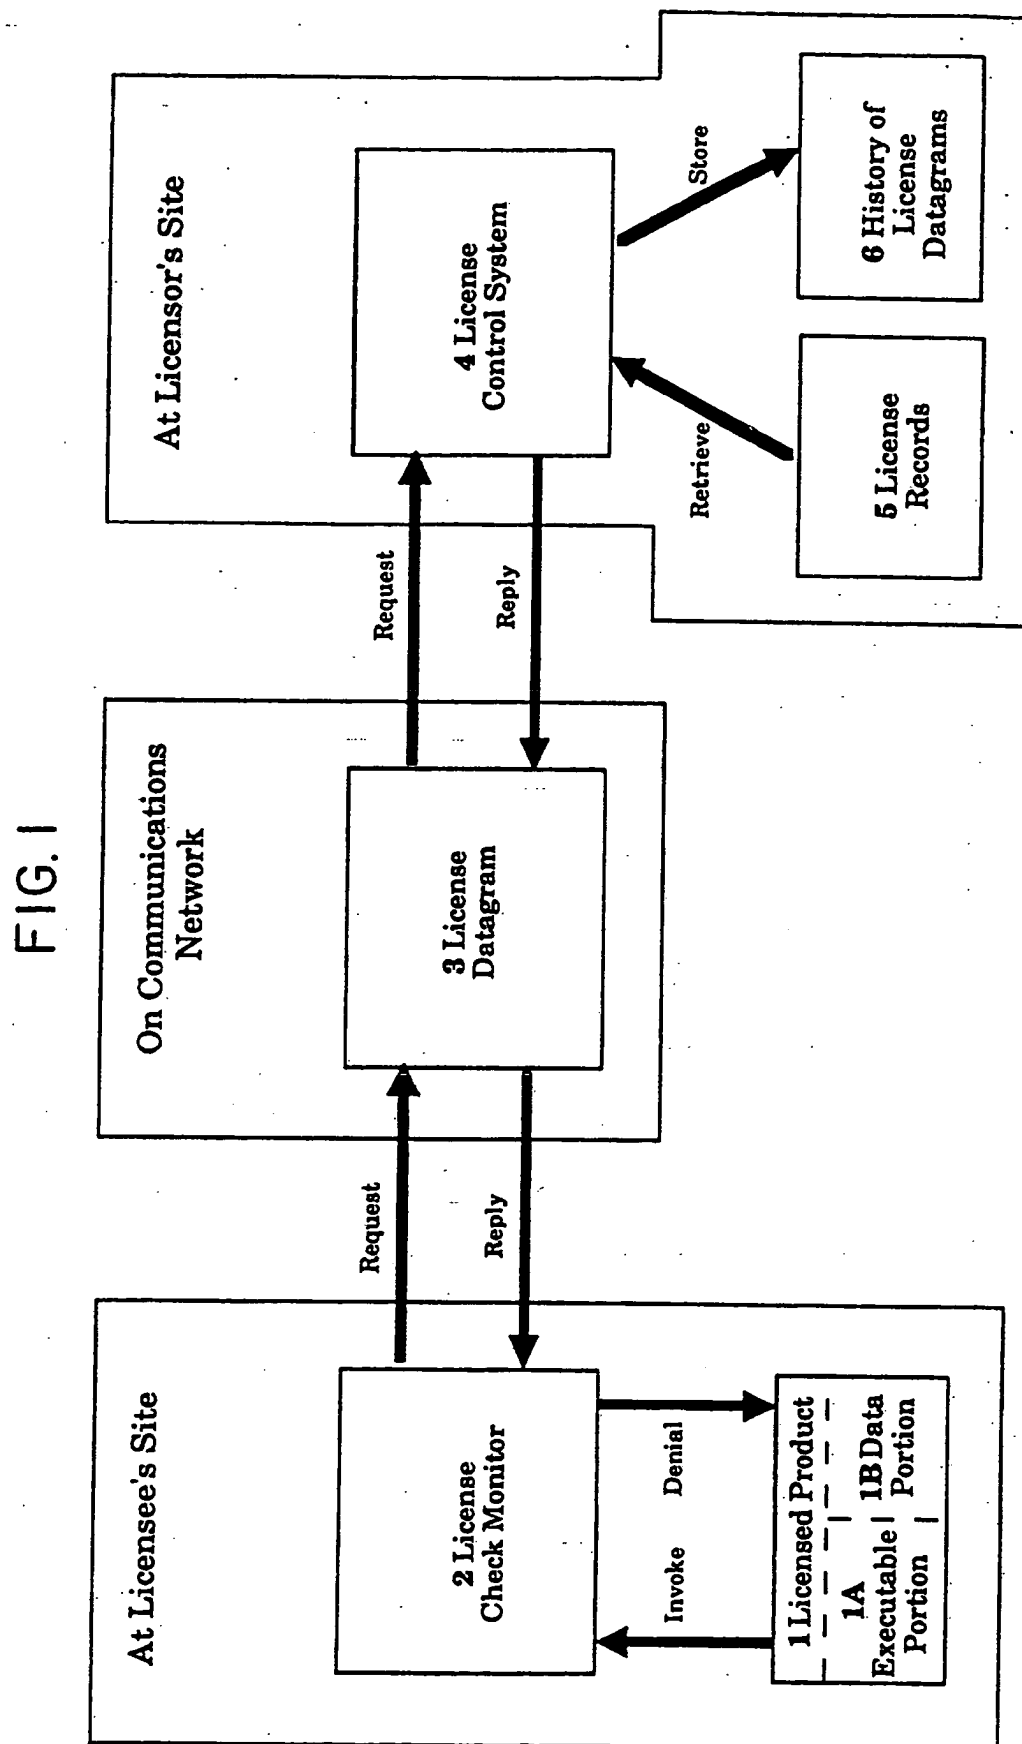 FIG. 1
At Licensee's Site
2 License
Check Monitor
Invoke
Denial
1 Licensed Product
1A
Executable
Portion
1B Data
Portion
Request
Reply
On Communications
Network
3 License
Datagram
Request
Reply
At Licensor's Site
4 License
Control System
Retrieve
Store
5 License
Records
6 History of
License
Datagrams